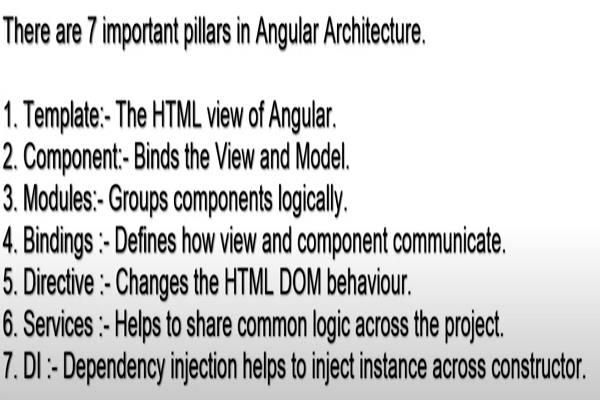 There are 7 important pillars in Angular Architecture.
1. Template:- The HTML view of Angular.
2. Component:- Binds the View and Model.
3. Modules:- Groups components logically.
4. Bindings :- Defines how view and component communicate.
5. Directive :- Changes the HTML DOM behaviour.
6. Services :- Helps to share common logic across the project.
7. DI :- Dependency injection helps to inject instance across constructor.